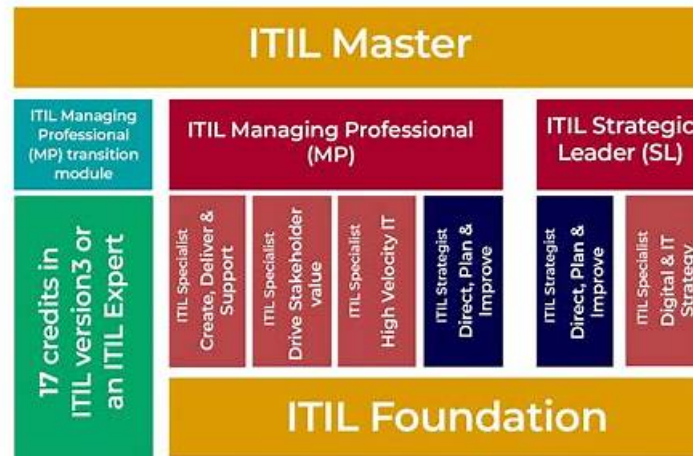 ITIL Master
ITIL Managing
Professional
(MP) transition
module
ITIL Managing Professional
(MP)
ITIL Strategic
Leader (SL)
17 credits in
ITIL version3 or
an ITIL Expert
ITIL Specialist
Create, Deliver &
Support
ITIL Specialist
Drive Stakeholder
value
ITIL Specialist
High Velocity IT
ITIL Strategist
Direct, Plan &
Improve
ITIL Strategist
Direct, Plan &
Improve
ITIL Specialist
Digital & IT
Strategy
ITIL Foundation